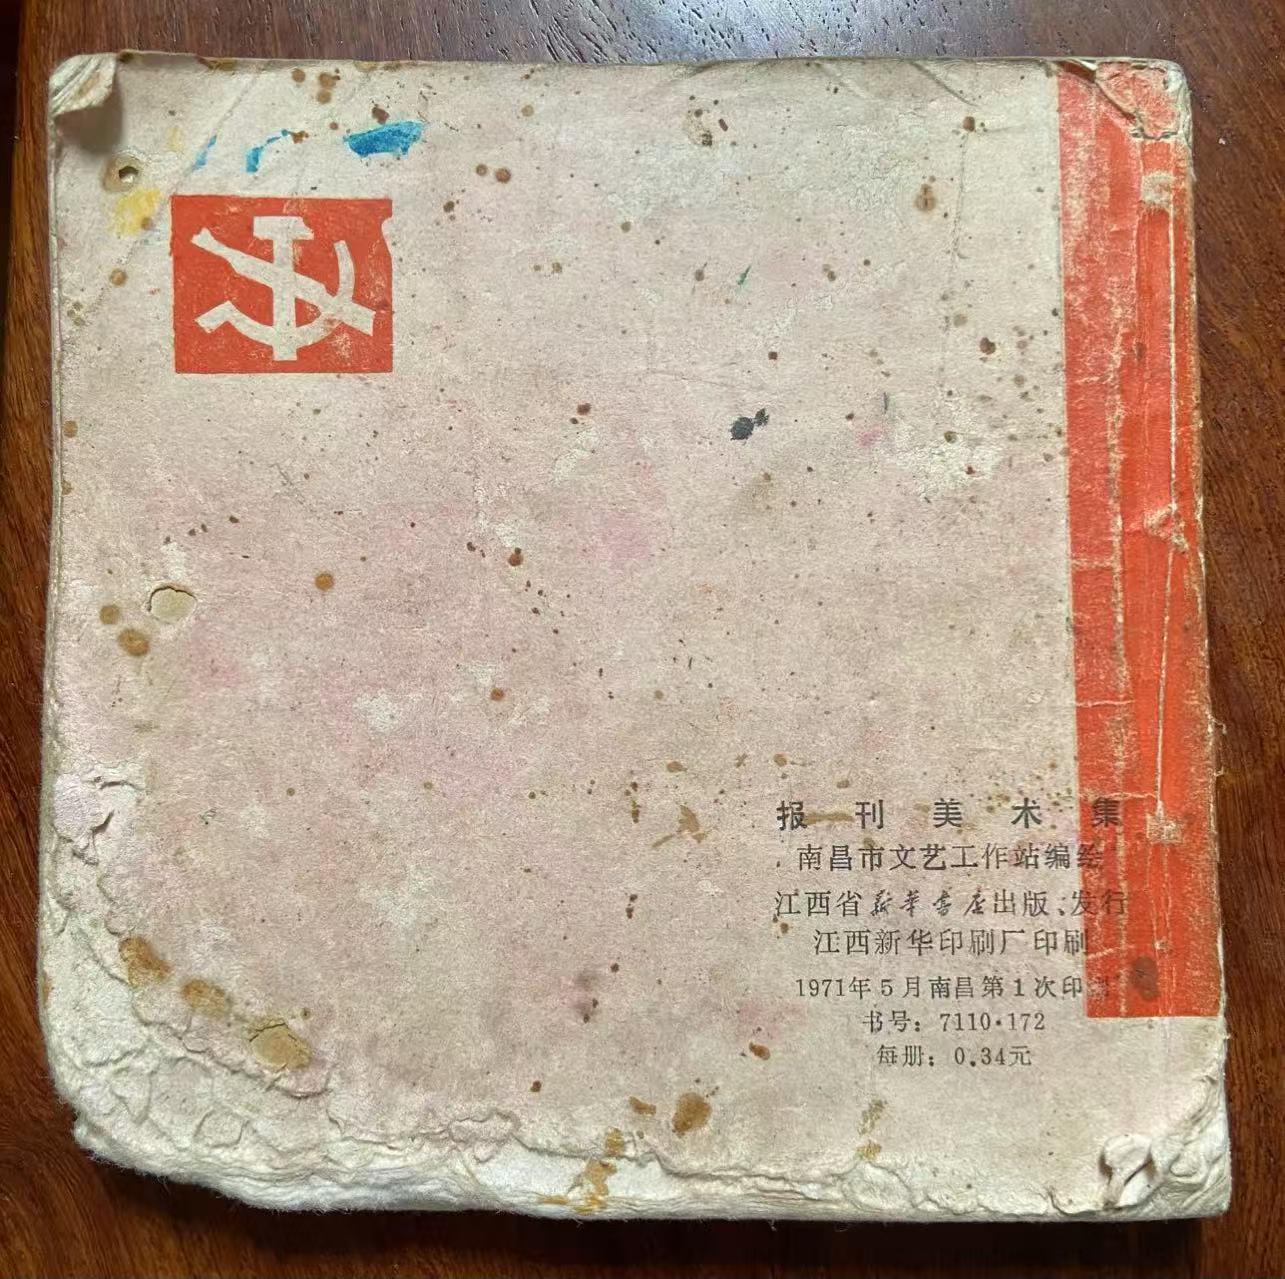 报刊美术集
南昌市文艺工作站编绘
江西省新华书店出版、发行
江西新华印刷厂印刷
1971年5月南昌第1次印刷
书号：7110·172
每册：0.34元